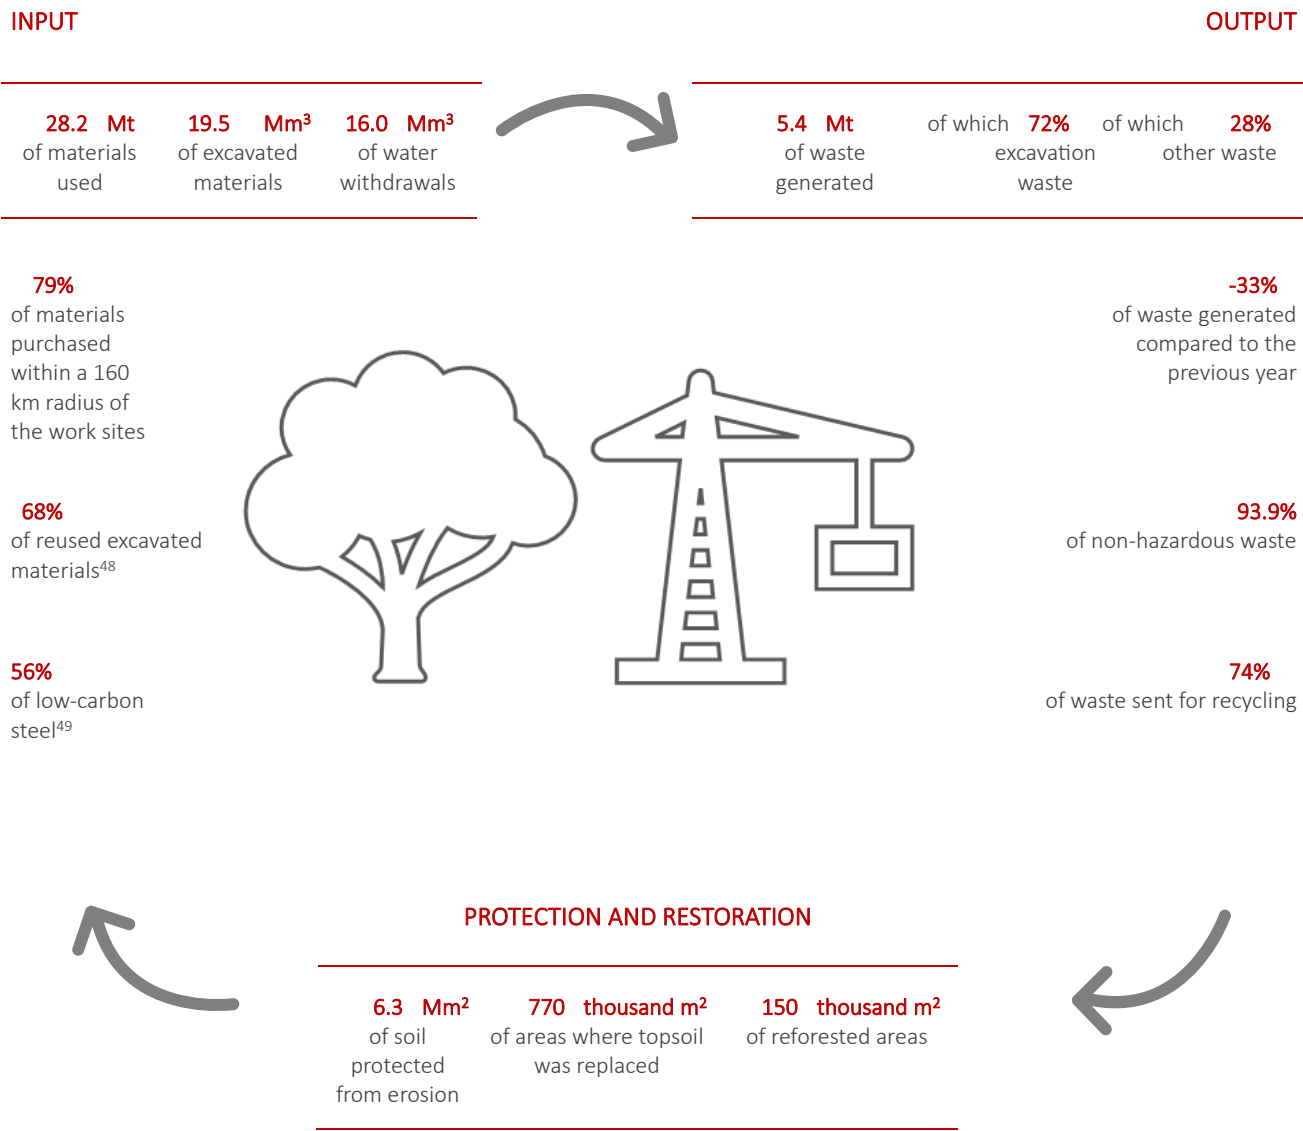 INPUT
OUTPUT
28.2 Mt
of materials
used
19.5 Mm³
of excavated
materials
16.0 Mm³
of water
withdrawals
5.4 Mt
of waste
generated
of which 72%
excavation
waste
of which 28%
other waste
79%
of materials
purchased
within a 160
km radius of
the work sites
68%
of reused excavated
materials⁴⁸
56%
of low-carbon
steel⁴⁹
-33%
of waste generated
compared to the
previous year
93.9%
of non-hazardous waste
74%
of waste sent for recycling
PROTECTION AND RESTORATION
6.3 Mm²
of soil
protected
from erosion
770 thousand m²
of areas where topsoil
was replaced
150 thousand m²
of reforested areas